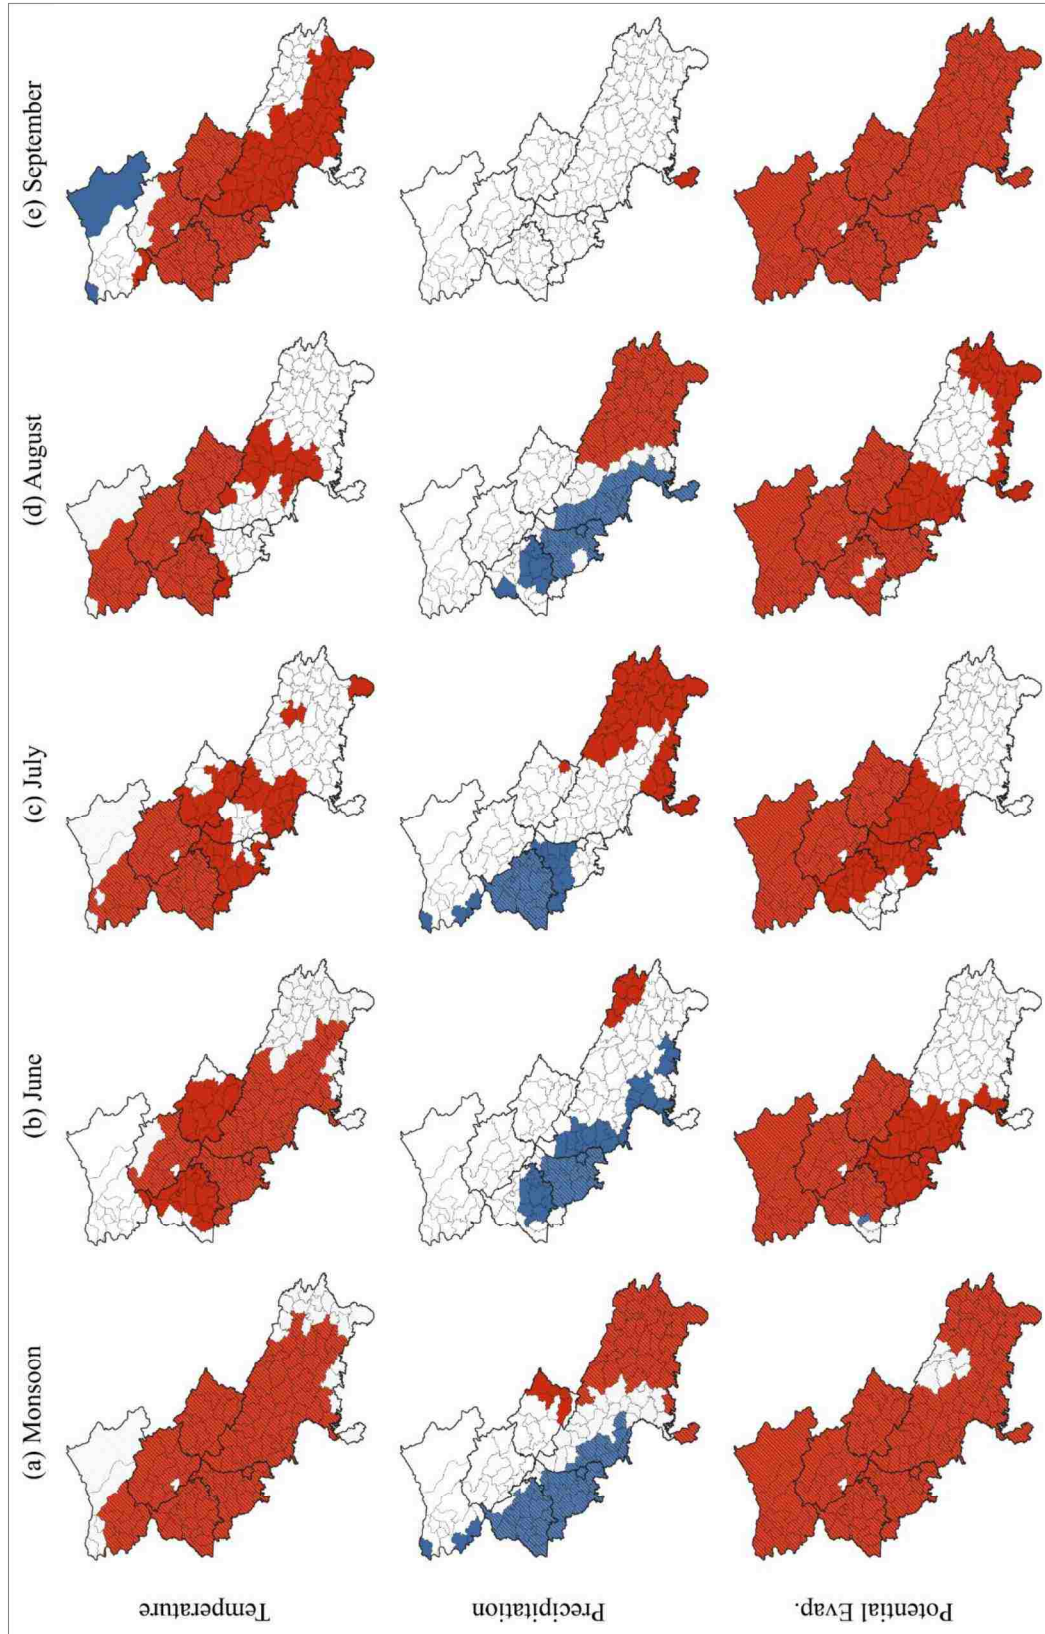 (a) Monsoon
(b) June
(c) July
(d) August
(e) September
Temperature
Precipitation
Potential Evap.